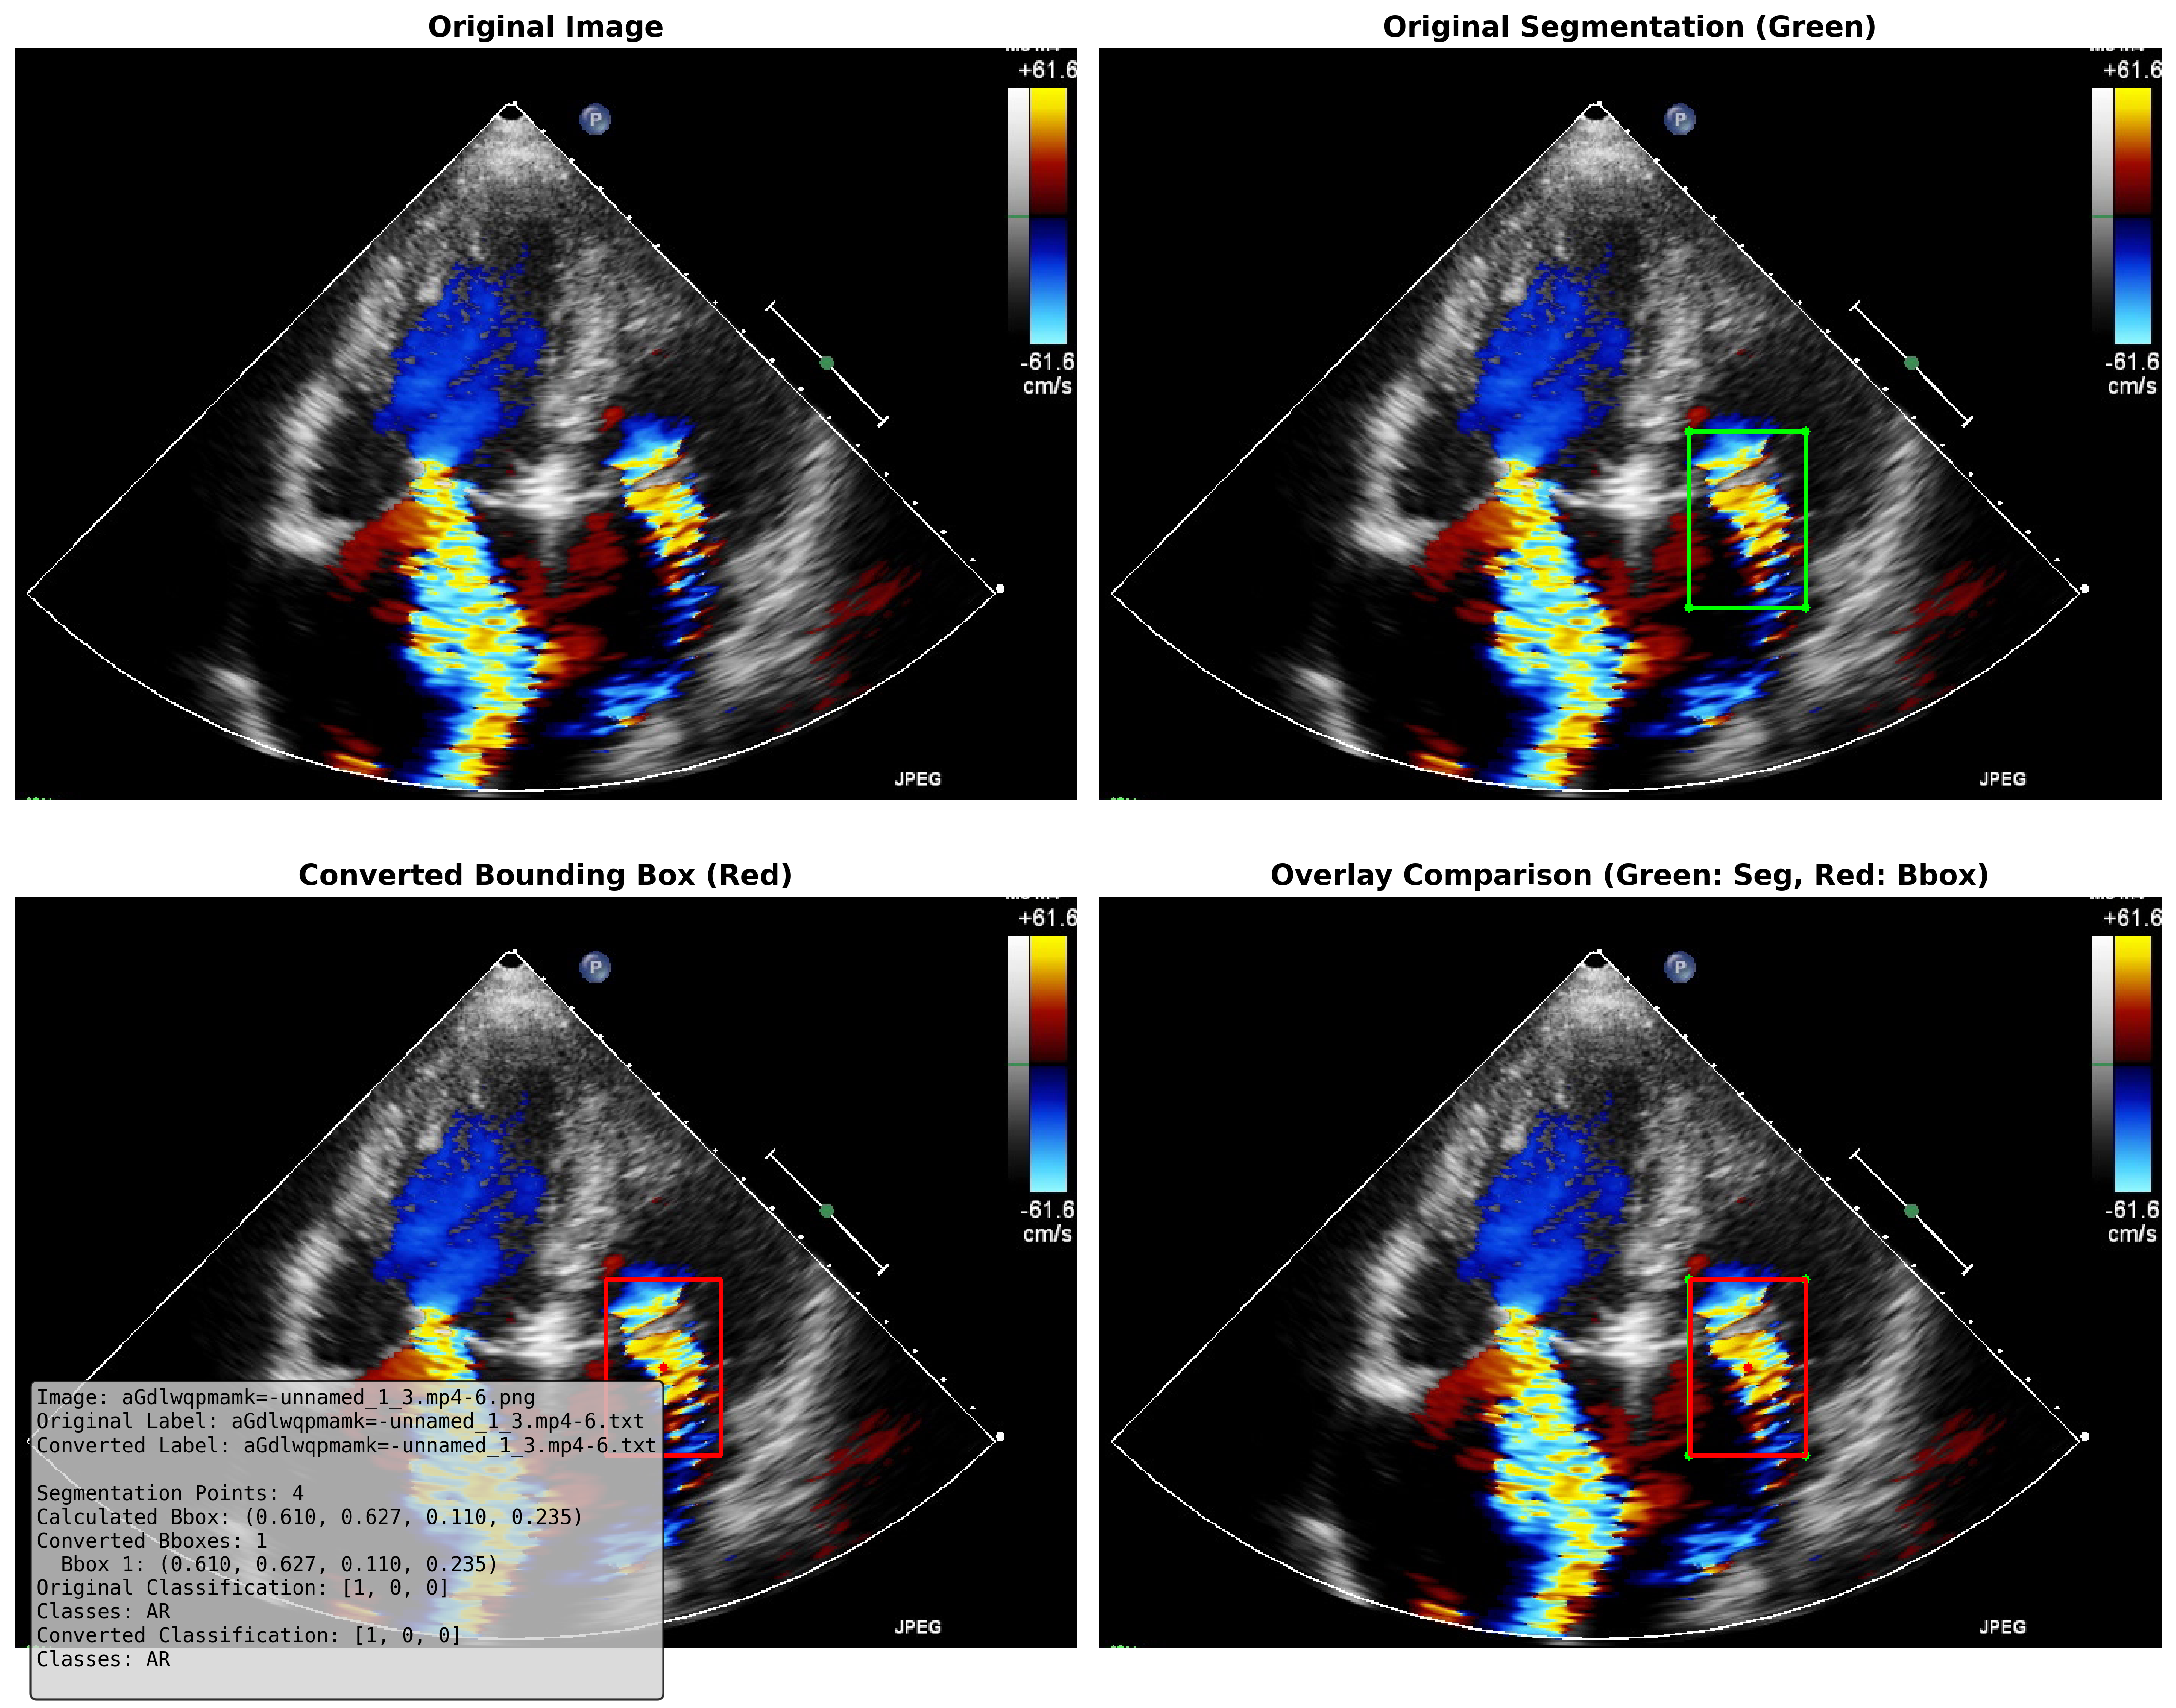 Original Image
+61.6
P
-61.6
cm/s
JPEG
Original Segmentation (Green)
+61.6
P
-61.6
cm/s
JPEG
Converted Bounding Box (Red)
+61.6
P
-61.6
cm/s
JPEG
Image: aGdlwqpmamk=-unnamed_1_3.mp4-6.png
Original Label: aGdlwqpmamk=-unnamed_1_3.mp4-6.txt
Converted Label: aGdlwqpmamk=-unnamed_1_3.mp4-6.txt
Segmentation Points: 4
Calculated Bbox: (0.610, 0.627, 0.110, 0.235)
Converted Bboxes: 1
Bbox 1: (0.610, 0.627, 0.110, 0.235)
Original Classification: [1, 0, 0]
Classes: AR
Converted Classification: [1, 0, 0]
Classes: AR
Overlay Comparison (Green: Seg, Red: Bbox)
+61.6
P
-61.6
cm/s
JPEG